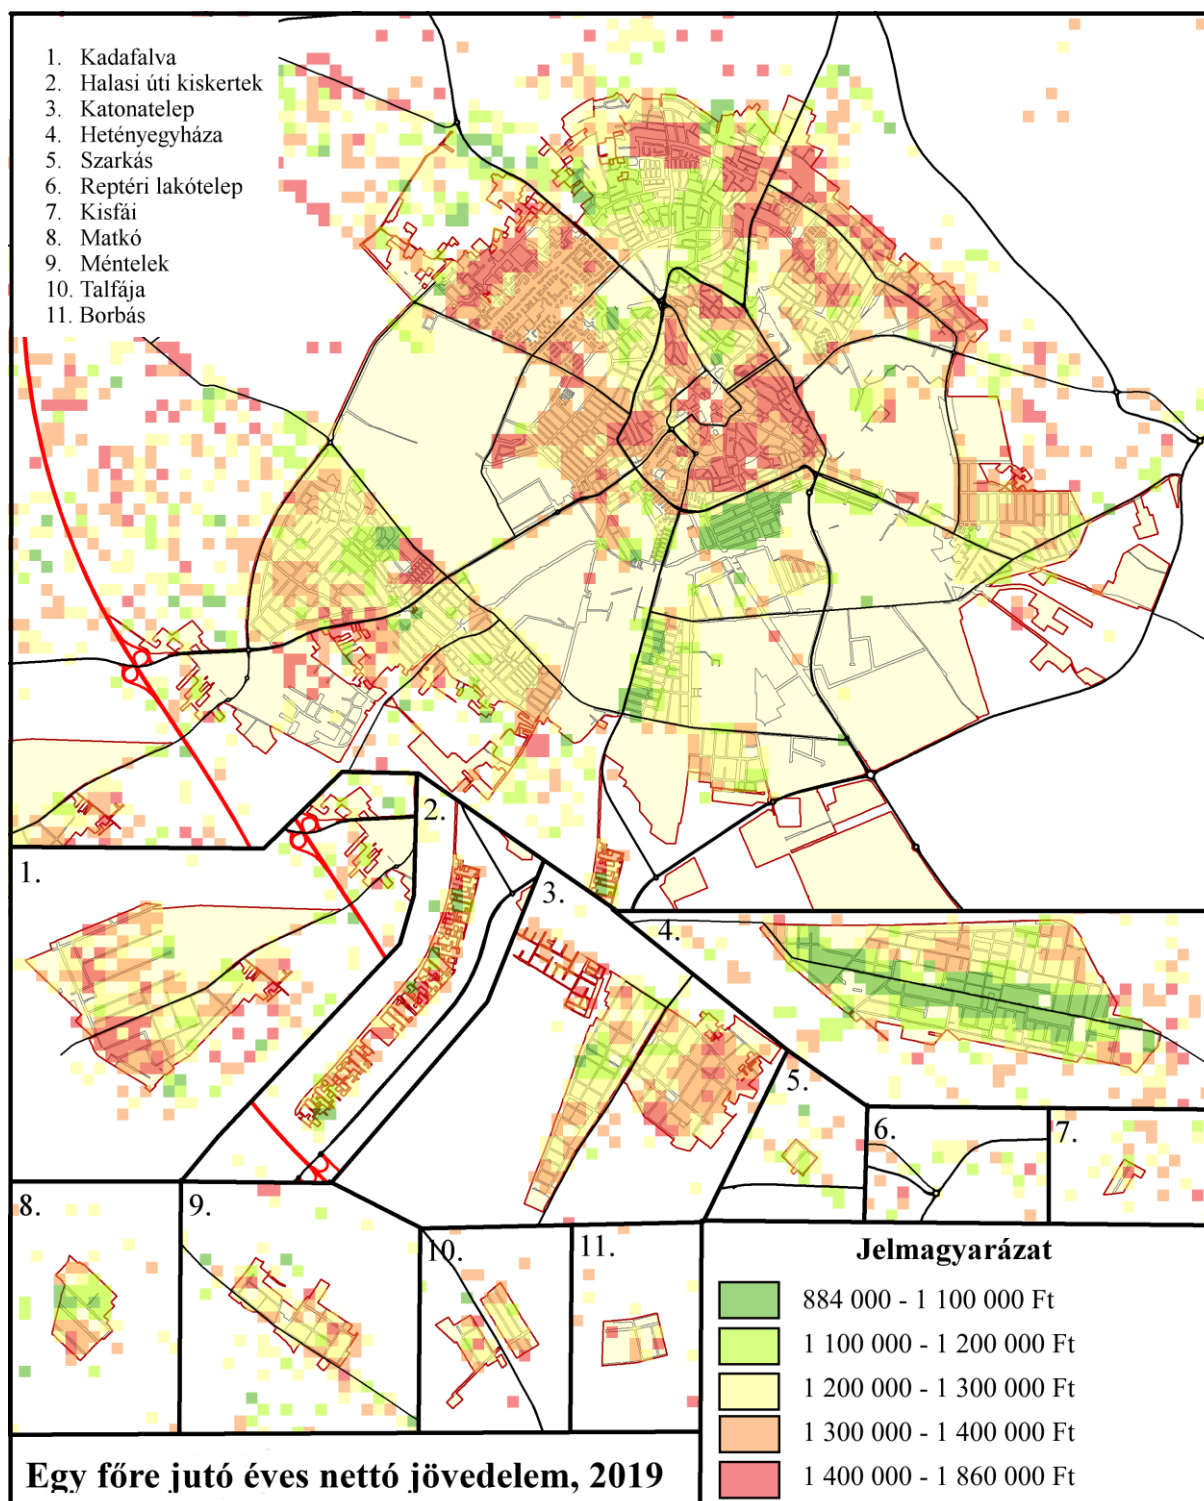 1. Kadafalva
2. Halasi úti kiskertek
3. Katonatelep
4. Hetényegyháza
5. Szarkás
6. Reptéri lakótelep
7. Kisfái
8. Matkó
9. Méntelek
10. Talfája
11. Borbás
1.
2.
3.
4.
5.
6.
7.
8.
9.
10.
11.
Jelmagyarázat
884 000 - 1 100 000 Ft
1 100 000 - 1 200 000 Ft
1 200 000 - 1 300 000 Ft
1 300 000 - 1 400 000 Ft
1 400 000 - 1 860 000 Ft
Egy főre jutó éves nettó jövedelem, 2019